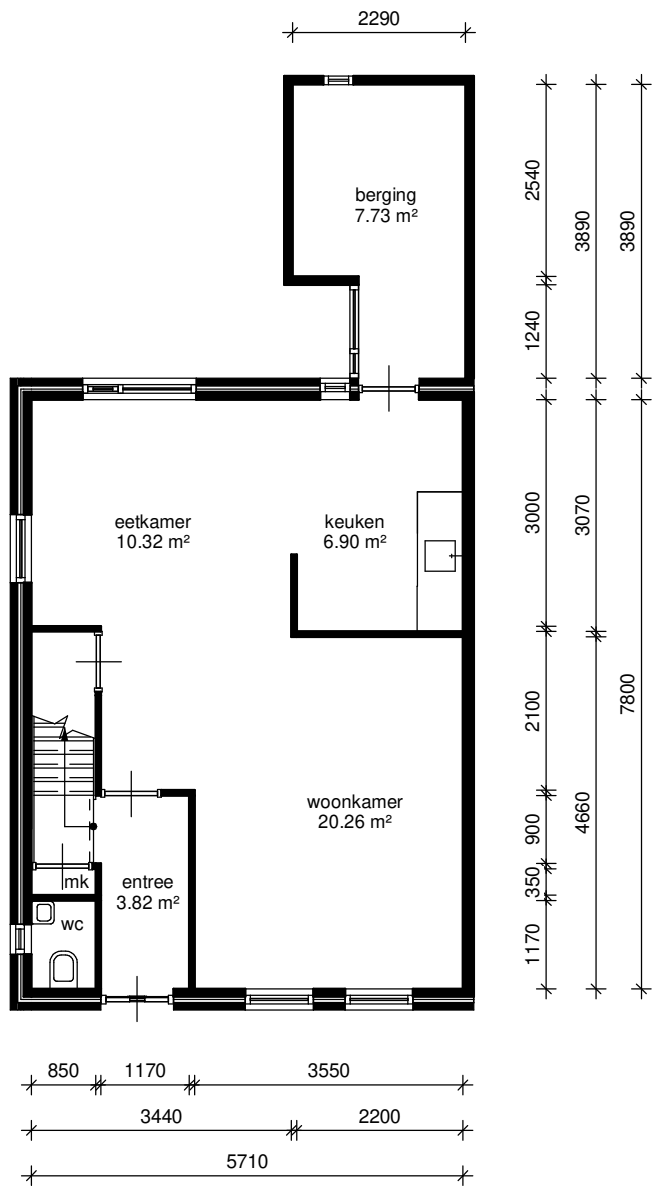 2290
berging
7.73 m²
2540
3890
3890
1240
eetkamer
10.32 m²
keuken
6.90 m²
3000
3070
7800
2100
woonkamer
20.26 m²
4660
900
mk
entree
3.82 m²
350
wc
1170
850
1170
3550
3440
2200
5710